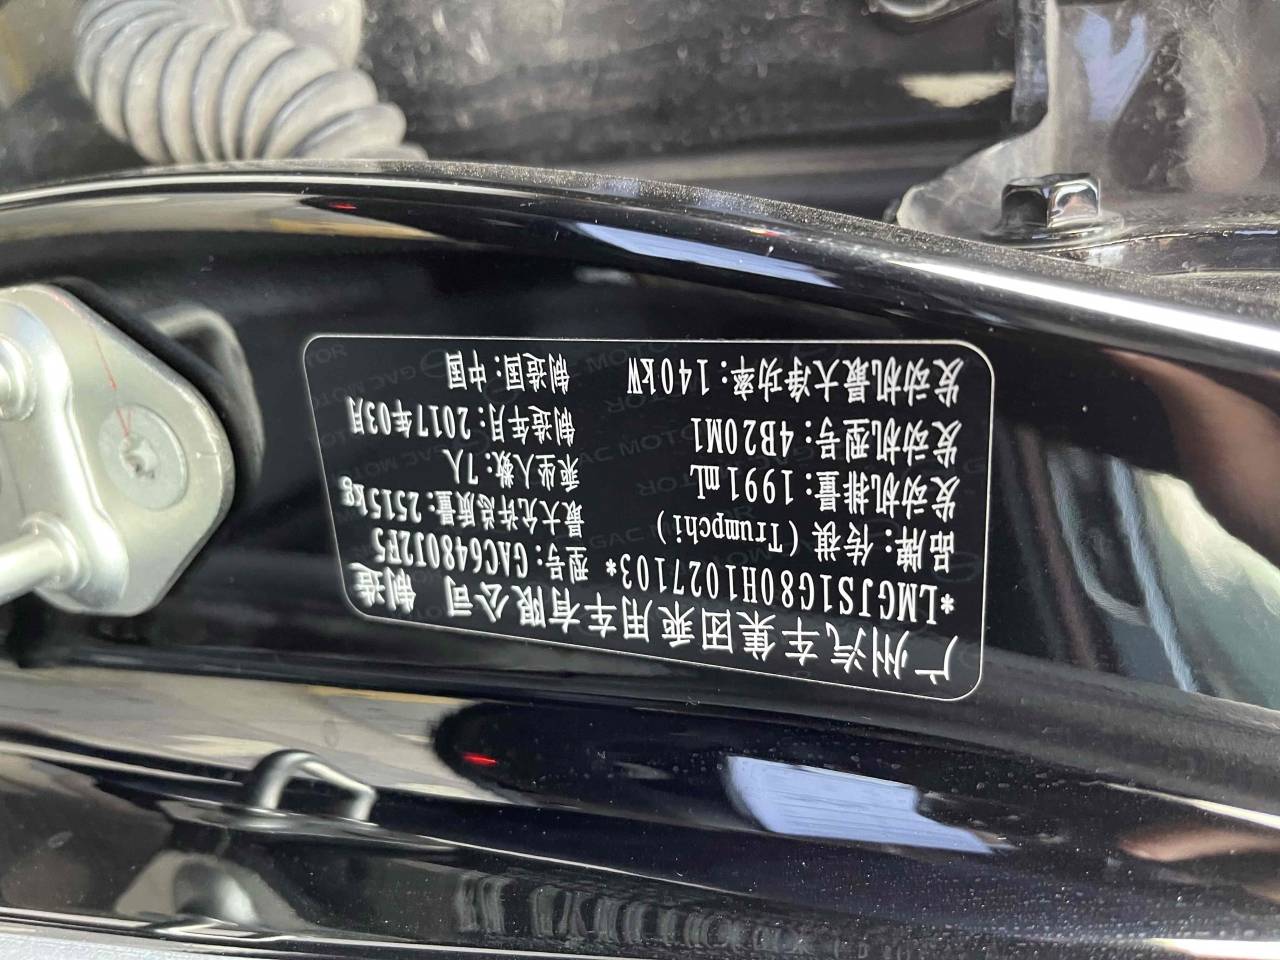 广州汽车集团乘用车有限公司 制造
*LMGJS1G80H1027103*
品牌：传祺（Trumpchi） 型号：GAC6480J2F5
发动机排量：1991mL 最大允许总质量：2515kg
发动机型号：4B20M1 乘坐人数：7人
发动机最大净功率：140kW 制造年月：2017年03月
制造国：中国
GAC MOTOR